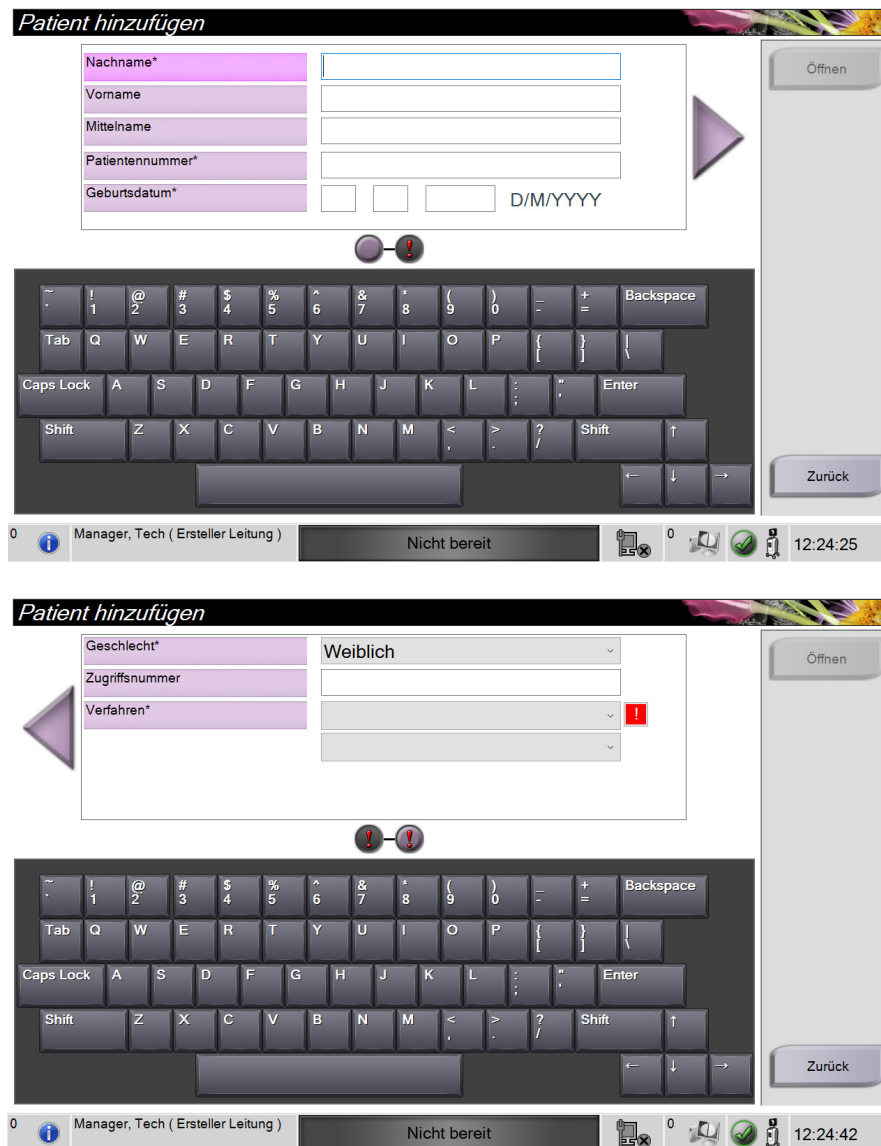 Patient hinzufügen
Nachname*
Öffnen
Vorname
Mittelname
Patientennummer*
Geburtsdatum* D/M/YYYY
~ ! @ # $ % ^ & * ( ) _ + Backspace
` 1 2 3 4 5 6 7 8 9 0 - =
Tab Q W E R T Y U I O P { } |
[ ] \
Caps Lock A S D F G H J K L : " Enter
; '
Shift Z X C V B N M < > ? Shift ↑
, . /
← ↓ →
Zurück
0 Manager, Tech ( Ersteller Leitung ) Nicht bereit 0 12:24:25
Patient hinzufügen
Geschlecht* Weiblich
Öffnen
Zugriffsnummer
Verfahren* !
~ ! @ # $ % ^ & * ( ) _ + Backspace
` 1 2 3 4 5 6 7 8 9 0 - =
Tab Q W E R T Y U I O P { } |
[ ] \
Caps Lock A S D F G H J K L : " Enter
; '
Shift Z X C V B N M < > ? Shift ↑
, . /
← ↓ →
Zurück
0 Manager, Tech ( Ersteller Leitung ) Nicht bereit 0 12:24:42